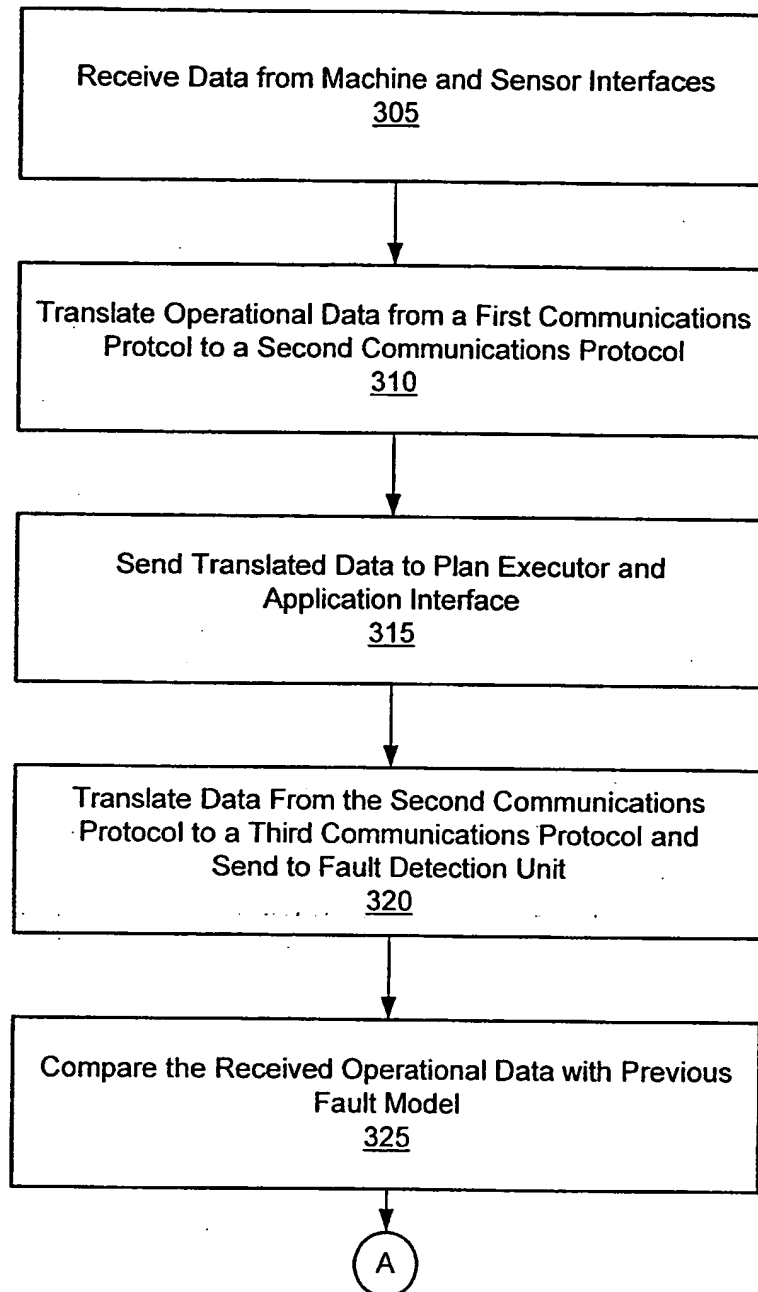 Receive Data from Machine and Sensor Interfaces
305
Translate Operational Data from a First Communications
Protcol to a Second Communications Protocol
310
Send Translated Data to Plan Executor and
Application Interface
315
Translate Data From the Second Communications
Protocol to a Third Communications Protocol and
Send to Fault Detection Unit
320
Compare the Received Operational Data with Previous
Fault Model
325
A